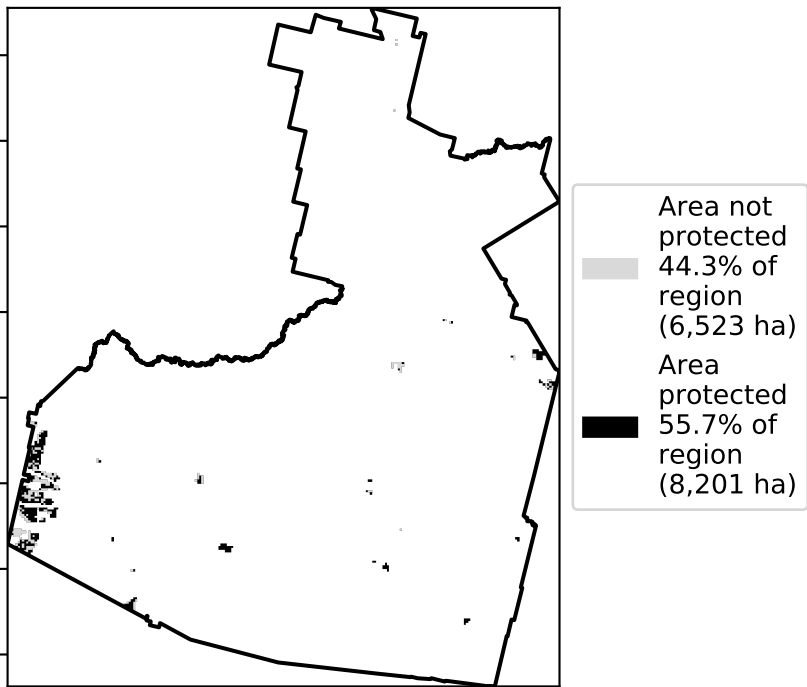 Area not
protected
44.3% of
region
(6,523 ha)
Area
protected
55.7% of
region
(8,201 ha)